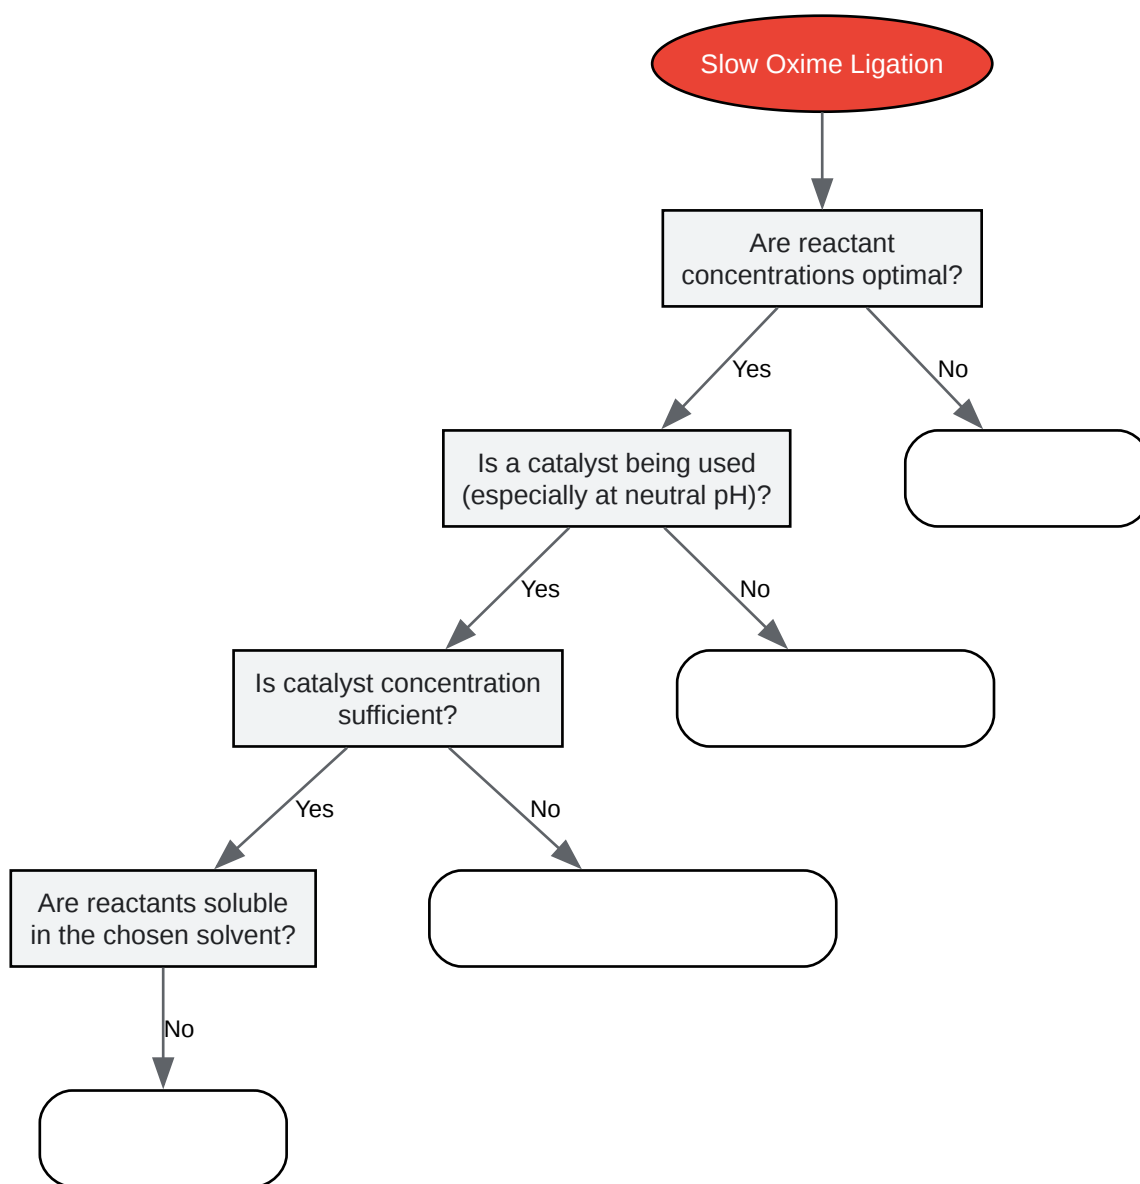 Slow Oxime Ligation
Are reactant
concentrations optimal?
Yes
No
Is a catalyst being used
(especially at neutral pH)?
Yes
No
Is catalyst concentration
sufficient?
Yes
No
Are reactants soluble
in the chosen solvent?
No